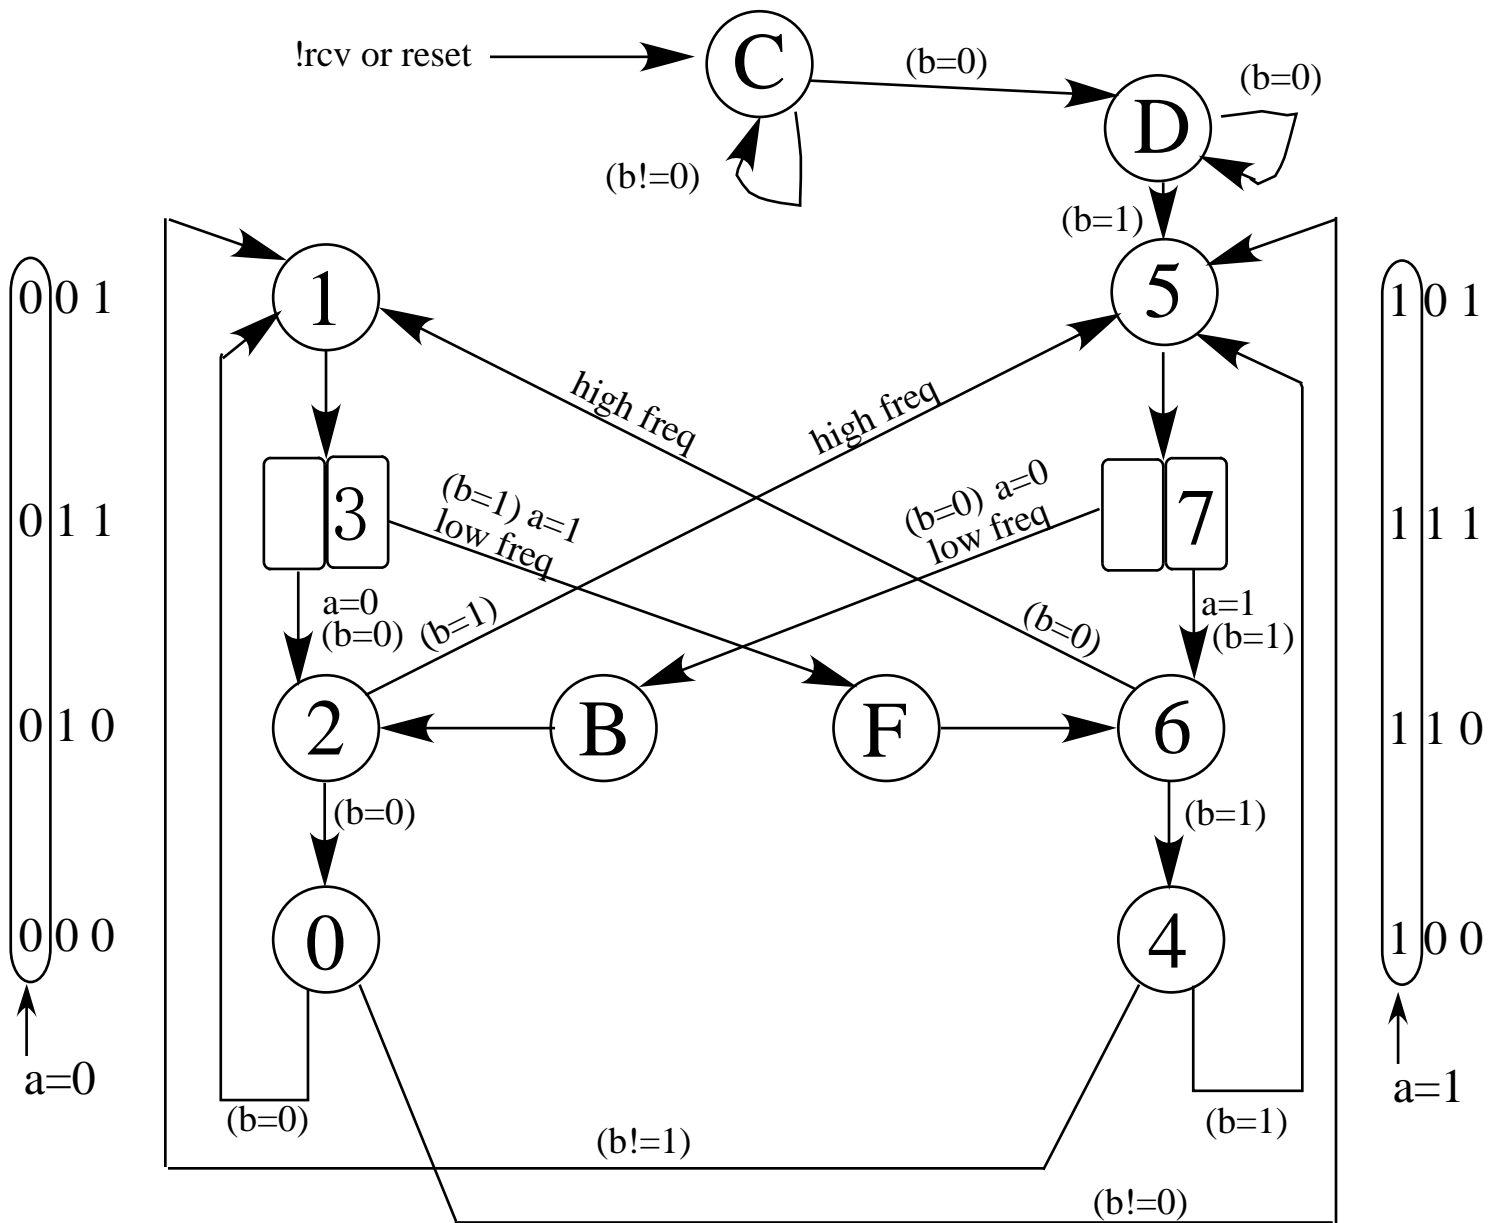 !rcv or reset
C
(b=0)
D
(b=0)
(b!=0)
(b=1)
0 0 1
1
5
1 0 1
high freq
high freq
0 1 1
3
(b=1) a=1
low freq
(b=0) a=0
low freq
7
1 1 1
a=0
(b=0)
(b=1)
(b=0)
a=1
(b=1)
0 1 0
2
B
F
6
1 1 0
(b=0)
(b=1)
0 0 0
0
4
1 0 0
a=0
a=1
(b=0)
(b=1)
(b!=1)
(b!=0)